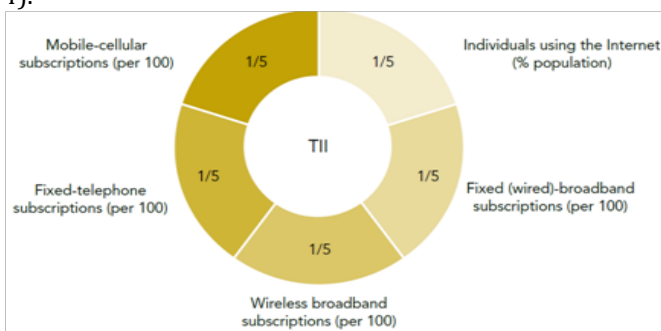 Mobile-cellular
subscriptions (per 100)
1/5
1/5
Individuals using the Internet
(% population)
TII
Fixed-telephone
subscriptions (per 100)
1/5
1/5
Fixed (wired)-broadband
subscriptions (per 100)
1/5
Wireless broadband
subscriptions (per 100)